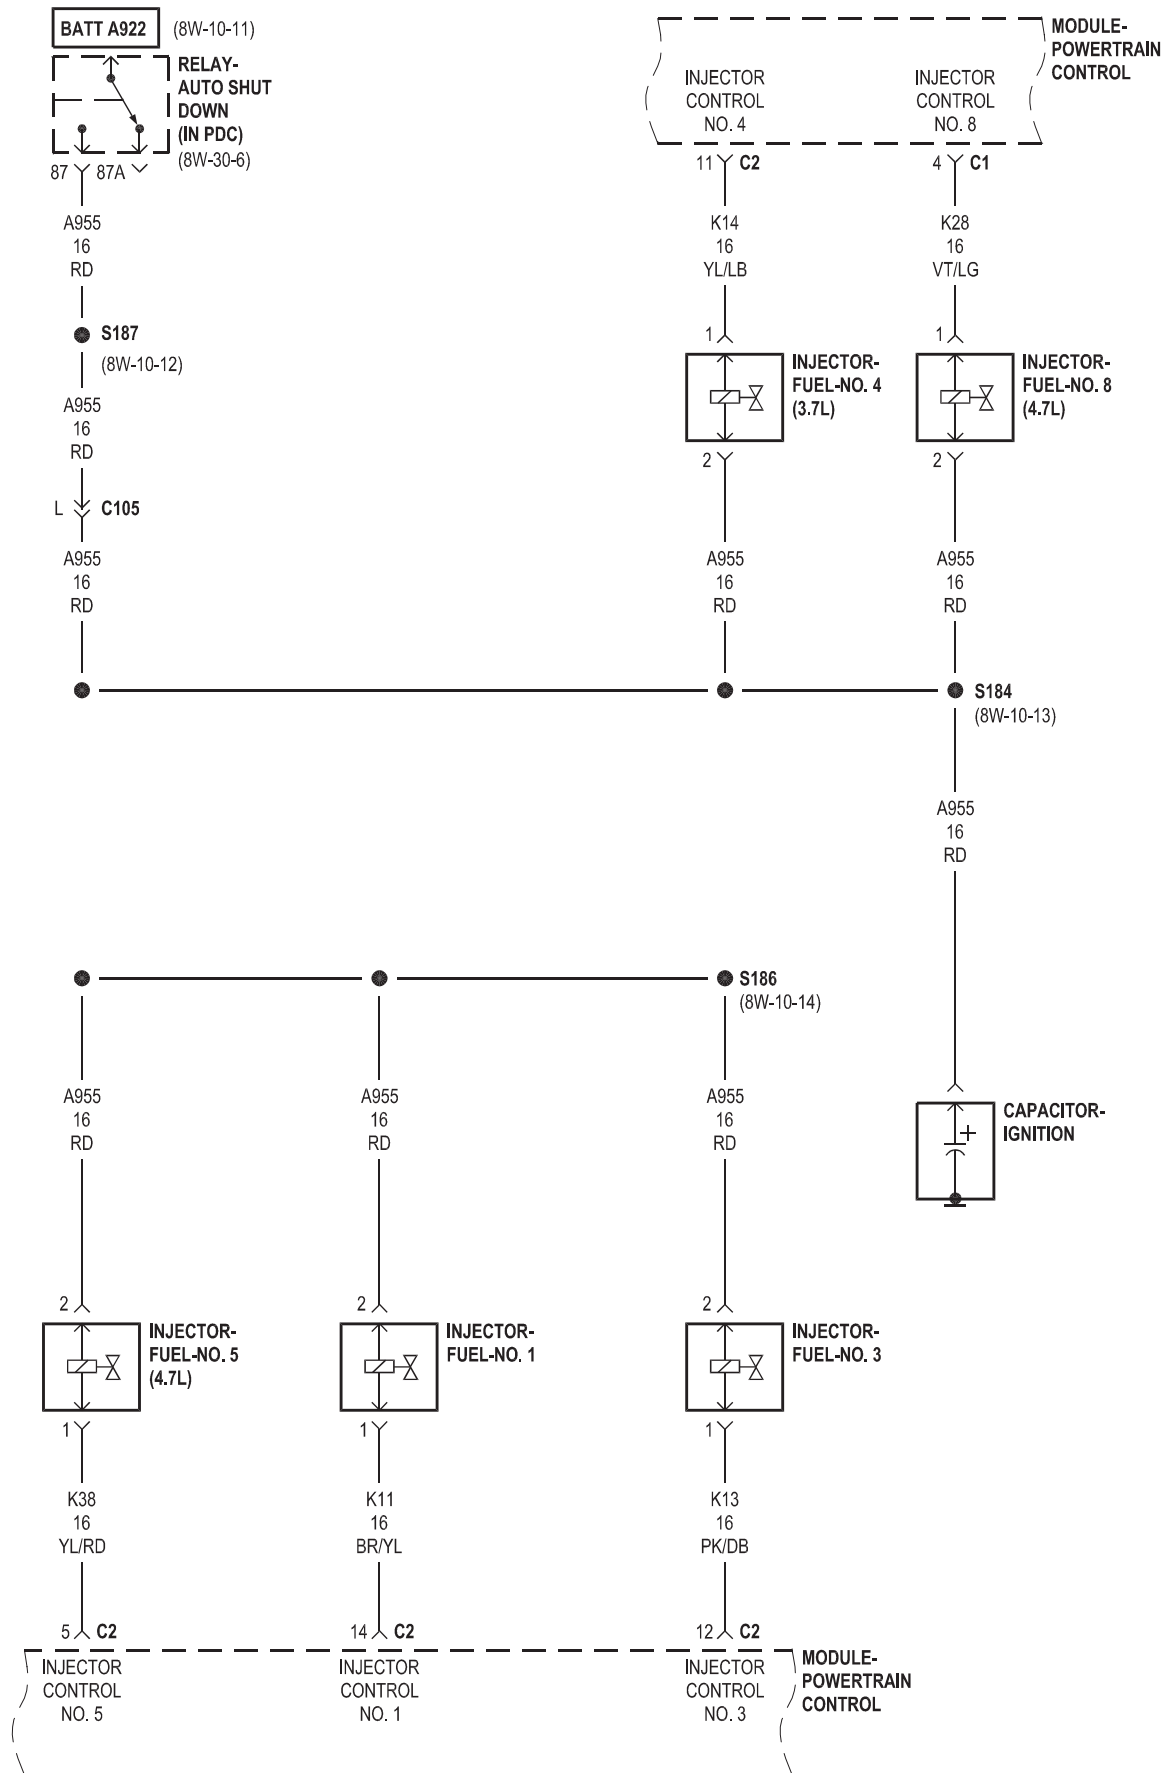 BATT A922 (8W-10-11)
RELAY-
AUTO SHUT
DOWN
(IN PDC)
(8W-30-6)
87 87A
A955
16
RD
S187
(8W-10-12)
A955
16
RD
L C105
A955
16
RD
MODULE-
POWERTRAIN
CONTROL
INJECTOR
CONTROL
NO. 4
11 C2
K14
16
YL/LB
1
INJECTOR-
FUEL-NO. 4
(3.7L)
2
A955
16
RD
INJECTOR
CONTROL
NO. 8
4 C1
K28
16
VT/LG
1
INJECTOR-
FUEL-NO. 8
(4.7L)
2
A955
16
RD
S184
(8W-10-13)
A955
16
RD
CAPACITOR-
IGNITION
+
S186
(8W-10-14)
A955
16
RD
2
INJECTOR-
FUEL-NO. 5
(4.7L)
1
K38
16
YL/RD
5 C2
INJECTOR
CONTROL
NO. 5
A955
16
RD
2
INJECTOR-
FUEL-NO. 1
1
K11
16
BR/YL
14 C2
INJECTOR
CONTROL
NO. 1
A955
16
RD
2
INJECTOR-
FUEL-NO. 3
1
K13
16
PK/DB
12 C2
INJECTOR
CONTROL
NO. 3
MODULE-
POWERTRAIN
CONTROL